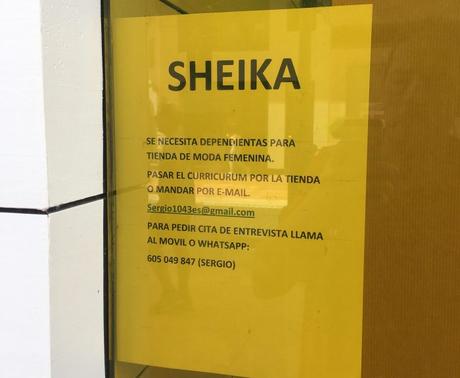 SHEIKA
SE NECESITA DEPENDIENTAS PARA
TIENDA DE MODA FEMENINA.
PASAR EL CURRICURUM POR LA TIENDA
O MANDAR POR E-MAIL.
Sergio1043es@gmail.com
PARA PEDIR CITA DE ENTREVISTA LLAMA
AL MOVIL O WHATSAPP:
605 049 847 (SERGIO)